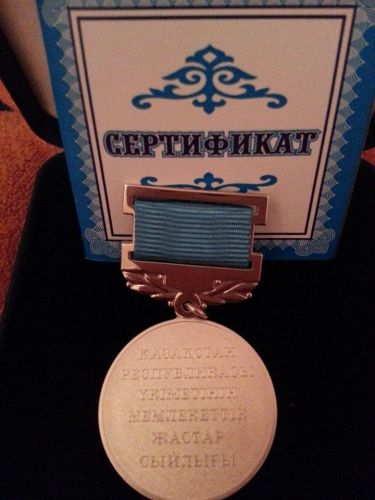 СЕРТИФИКАТ
ҚАЗАҚСТАН
РЕСПУБЛИКАСЫ
ҮКІМЕТІНІҢ
МЕМЛЕКЕТТІК
ЖАСТАР
СЫЙЛЫҒЫ